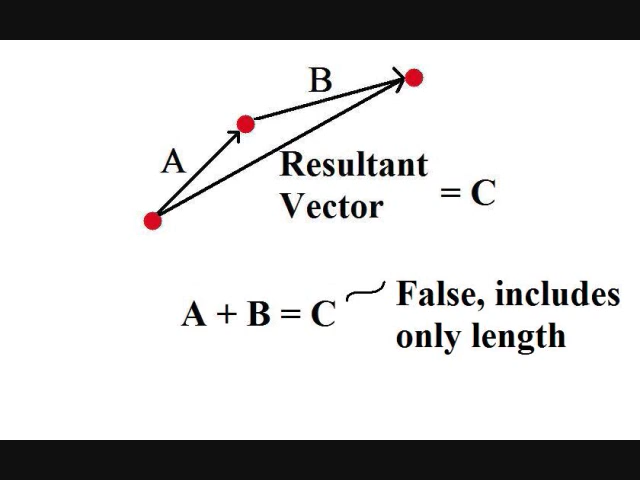 B
A
Resultant
Vector
= C
A + B = C
False, includes
only length